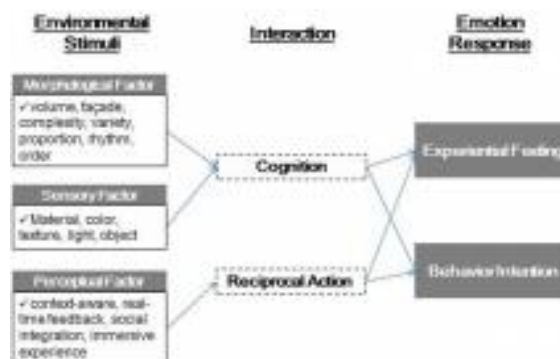 Environmental
Stimuli
Interaction
Emotion
Response
Morphological Factor
✓volume, façade,
complexity, variety,
proportion, rhythm,
order
Sensory Factor
✓Material, color,
texture, light, object
Perceptual Factor
✓context-aware, real-
time feedback, social
integration, immersive
experience
Cognition
Reciprocal Action
Experiential Feeling
Behavior Intention